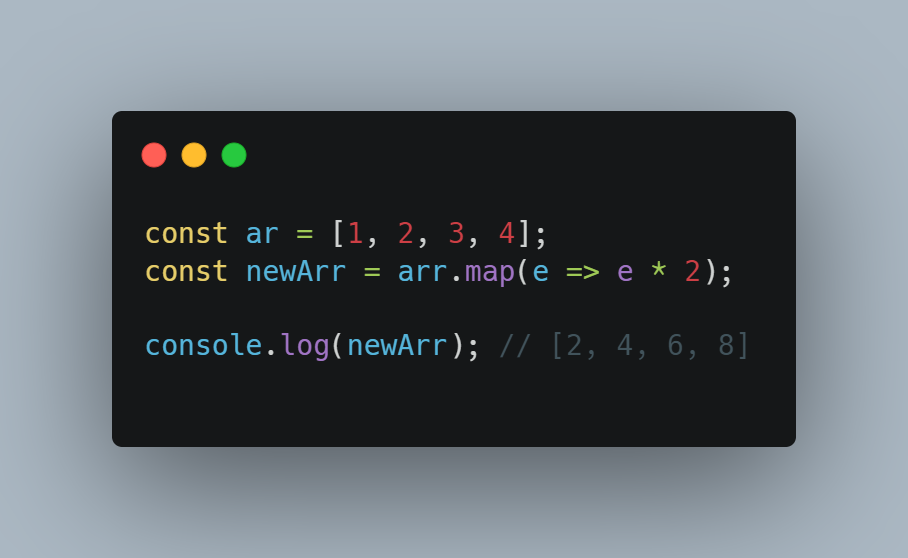 const ar = [1, 2, 3, 4];
const newArr = arr.map(e => e * 2);
console.log(newArr); // [2, 4, 6, 8]